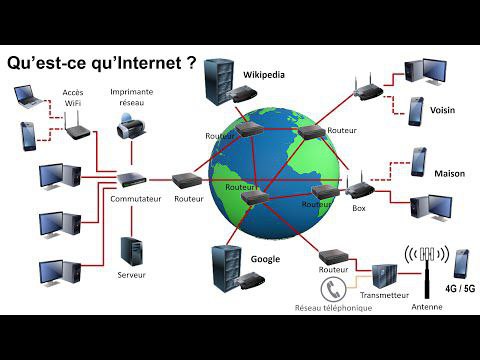 Qu'est-ce qu'Internet ?
Accès
WiFi
Imprimante
réseau
Wikipedia
Voisin
Routeur
Routeur
Maison
Routeur
Routeur
Commutateur
Routeur
Box
Serveur
Google
Routeur
Réseau téléphonique
Transmetteur
Antenne
4G / 5G